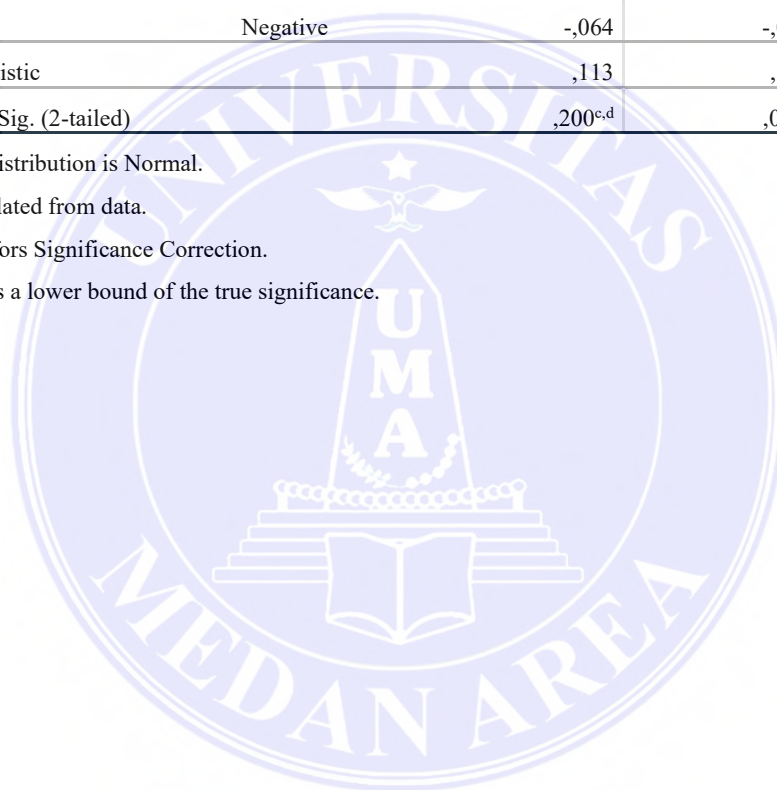 Negative -,064 -,
istic ,113 ,
Sig. (2-tailed) ,200c,d ,0
istribution is Normal.
lated from data.
ors Significance Correction.
s a lower bound of the true significance.
UNIVERSITAS
U
M
A
MEDAN AREA